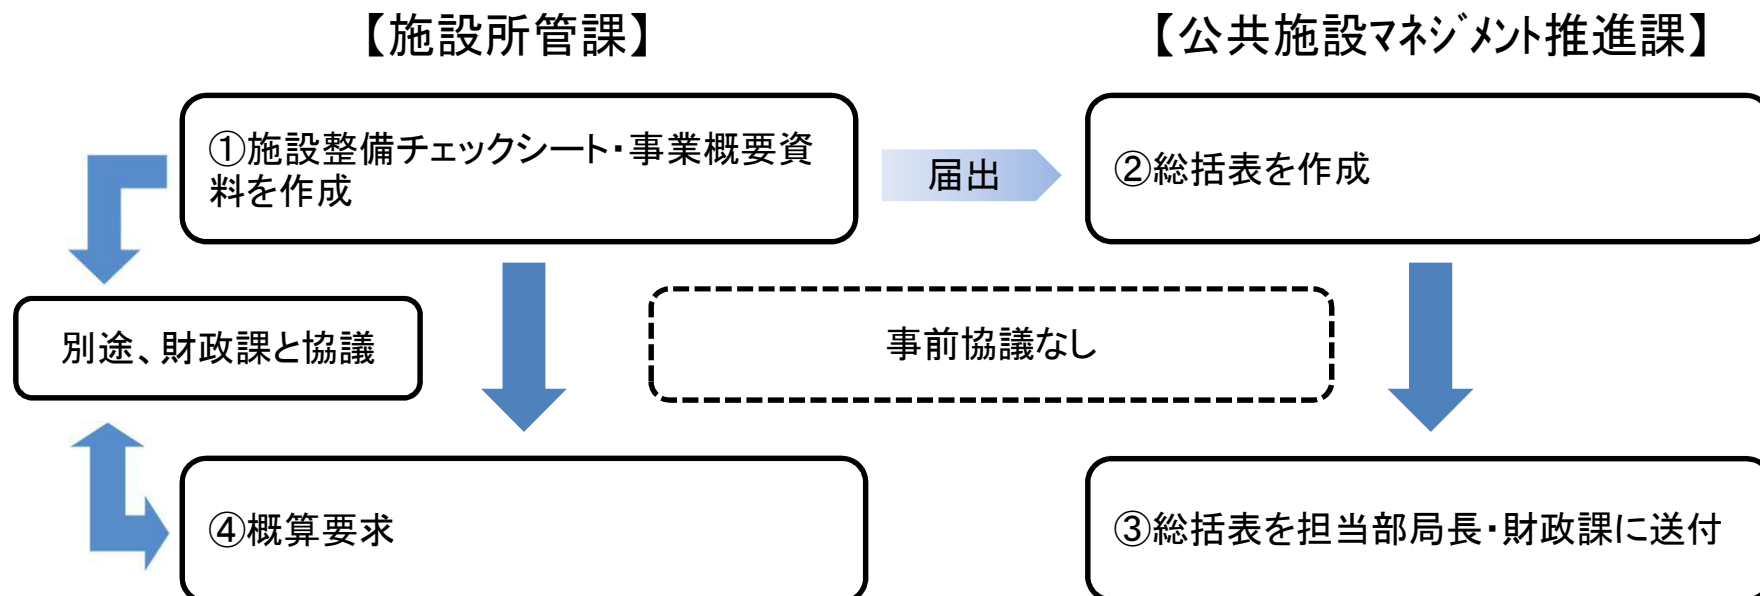 【施設所管課】
【公共施設ﾏﾈｼﾞﾒﾝﾄ推進課】
①施設整備チェックシート・事業概要資
料を作成
届出
②総括表を作成
別途、財政課と協議
事前協議なし
④概算要求
③総括表を担当部局長・財政課に送付